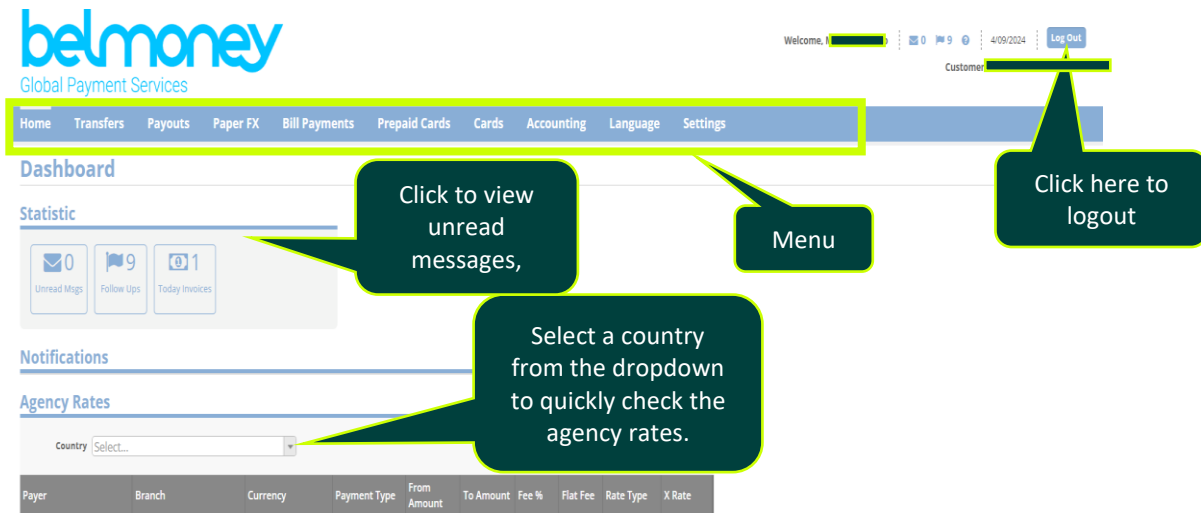 belmoney
Global Payment Services
Welcome,
0 9 4/09/2024 Log Out
Customer
Home Transfers Payouts Paper FX Bill Payments Prepaid Cards Cards Accounting Language Settings
Dashboard
Click to view
unread
messages,
Menu
Click here to
logout
Statistic
0 9 1
Unread Msgs Follow Ups Today Invoices
Select a country
from the dropdown
to quickly check the
agency rates.
Notifications
Agency Rates
Country Select...
Payer Branch Currency Payment Type From Amount To Amount Fee % Flat Fee Rate Type X Rate